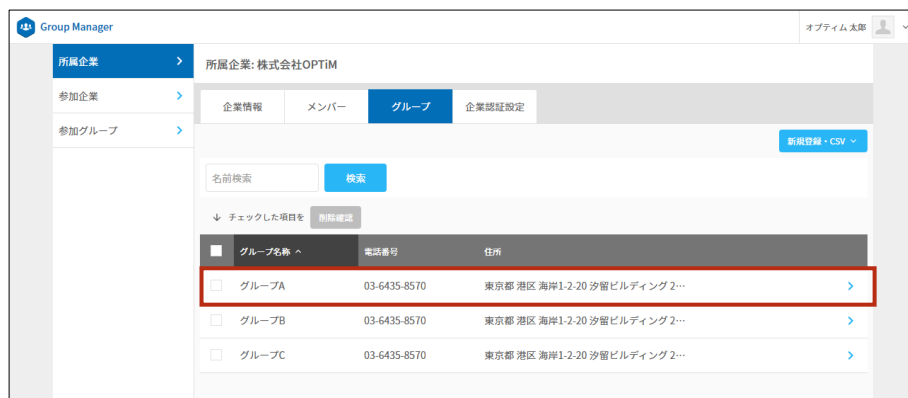 Group Manager
オプティム 太郎
所属企業
所属企業: 株式会社OPTiM
参加企業
企業情報 メンバー グループ 企業認証設定
参加グループ
新規登録・CSV
名前検索 検索
チェックした項目を 削除確認
グループ名称 電話番号 住所
グループA 03-6435-8570 東京都 港区 海岸1-2-20 汐留ビルディング 2…
グループB 03-6435-8570 東京都 港区 海岸1-2-20 汐留ビルディング 2…
グループC 03-6435-8570 東京都 港区 海岸1-2-20 汐留ビルディング 2…